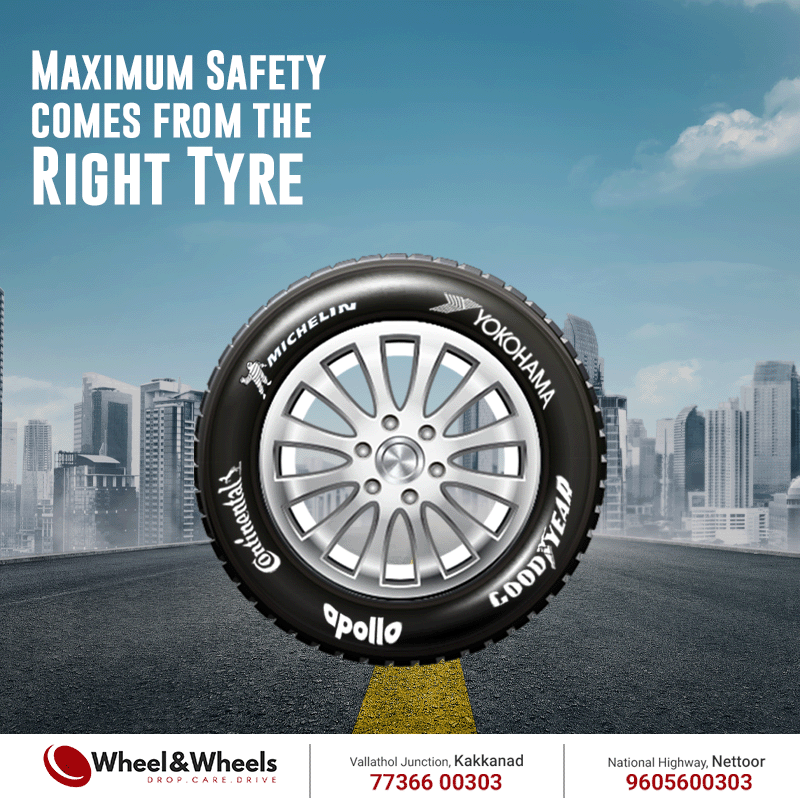 MAXIMUM SAFETY
COMES FROM THE
RIGHT TYRE
MICHELIN
YOKOHAMA
Continental
GOODYEAR
apollo
Wheel&Wheels
DROP.CARE.DRIVE
Vallathol Junction, Kakkanad
77366 00303
National Highway, Nettoor
9605600303